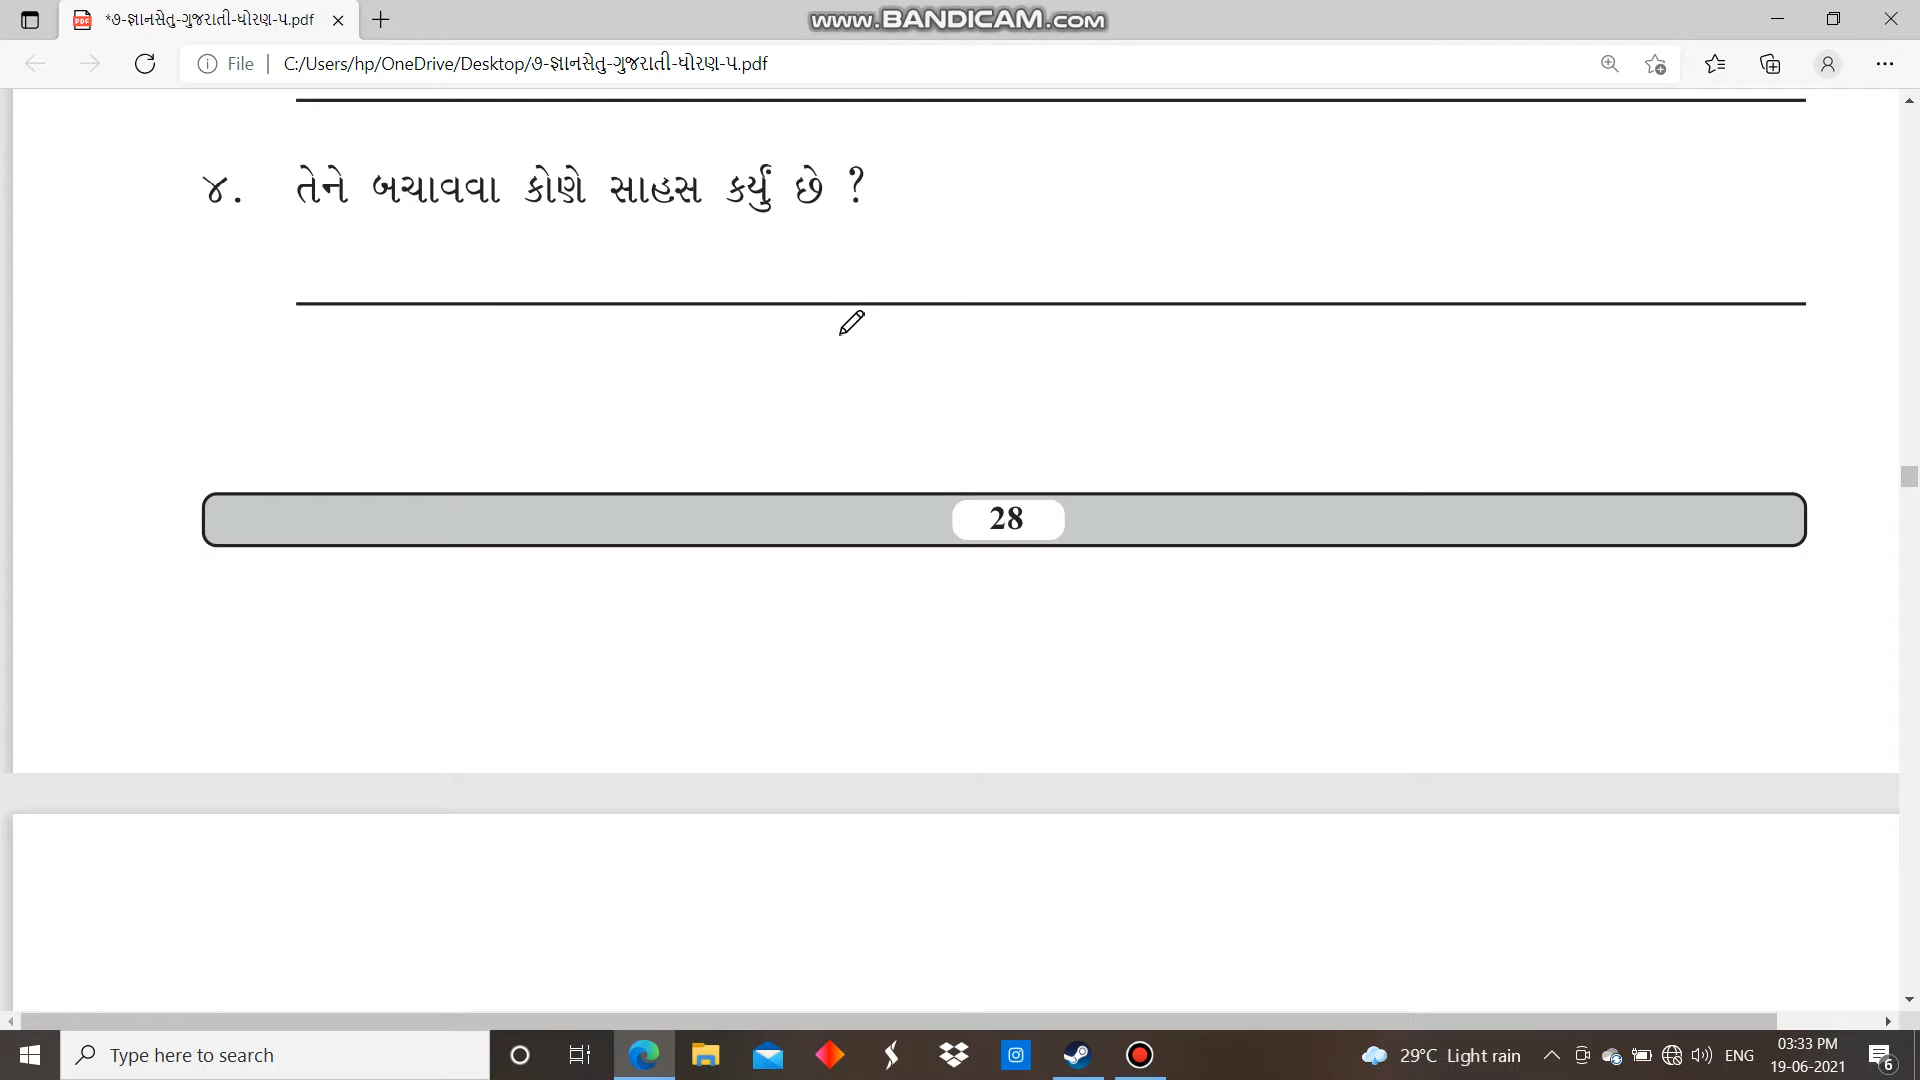 *૭-જ્ઞાનસેતુ-ગુજરાતી-ધોરણ-૫.pdf
www.BANDICAM.com
File
C:/Users/hp/OneDrive/Desktop/૭-જ્ઞાનસેતુ-ગુજરાતી-ધોરણ-૫.pdf
૪. તેને બચાવવા કોણે સાહસ કર્યું છે ?
28
Type here to search
29°C Light rain
ENG
03:33 PM
19-06-2021
6